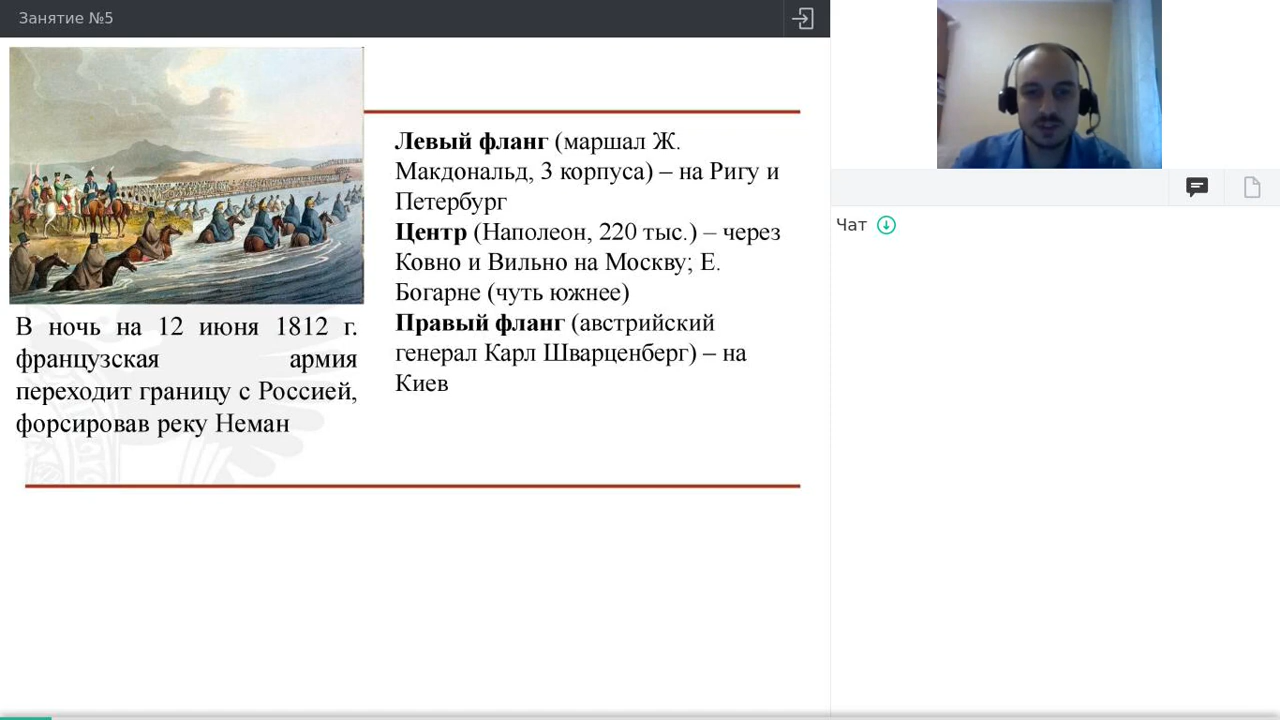 Занятие №5
В ночь на 12 июня 1812 г.
французская армия
переходит границу с Россией,
форсировав реку Неман
Левый фланг (маршал Ж.
Макдональд, 3 корпуса) – на Ригу и
Петербург
Центр (Наполеон, 220 тыс.) – через
Ковно и Вильно на Москву; Е.
Богарне (чуть южнее)
Правый фланг (австрийский
генерал Карл Шварценберг) – на
Киев
Чат